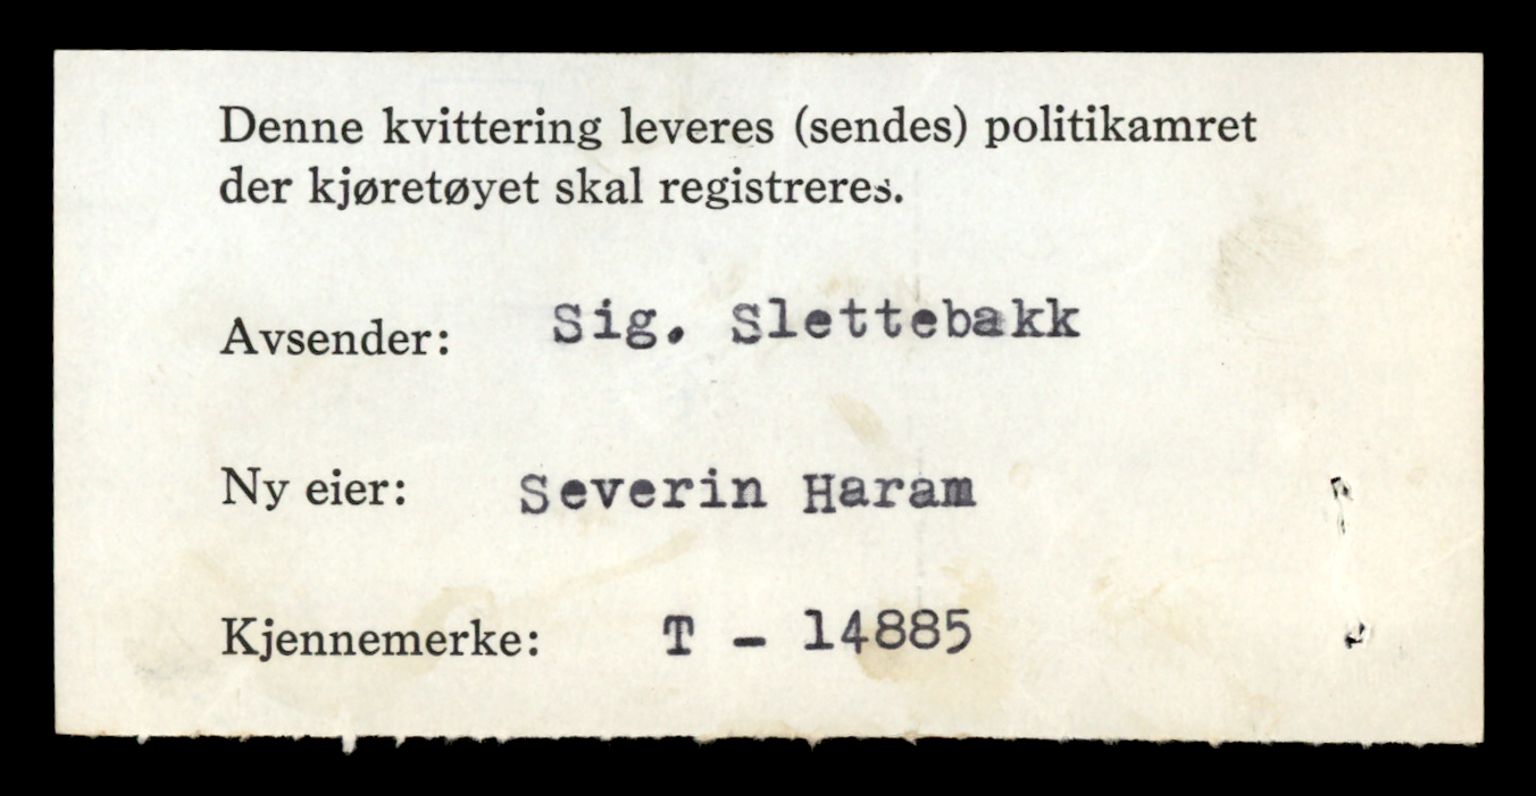 Denne kvittering leveres (sendes) politikamret
der kjøretøyet skal registreres.
Avsender: Sig. Slettebakk
Ny eier: Severin Haram
Kjennemerke: T - 14885